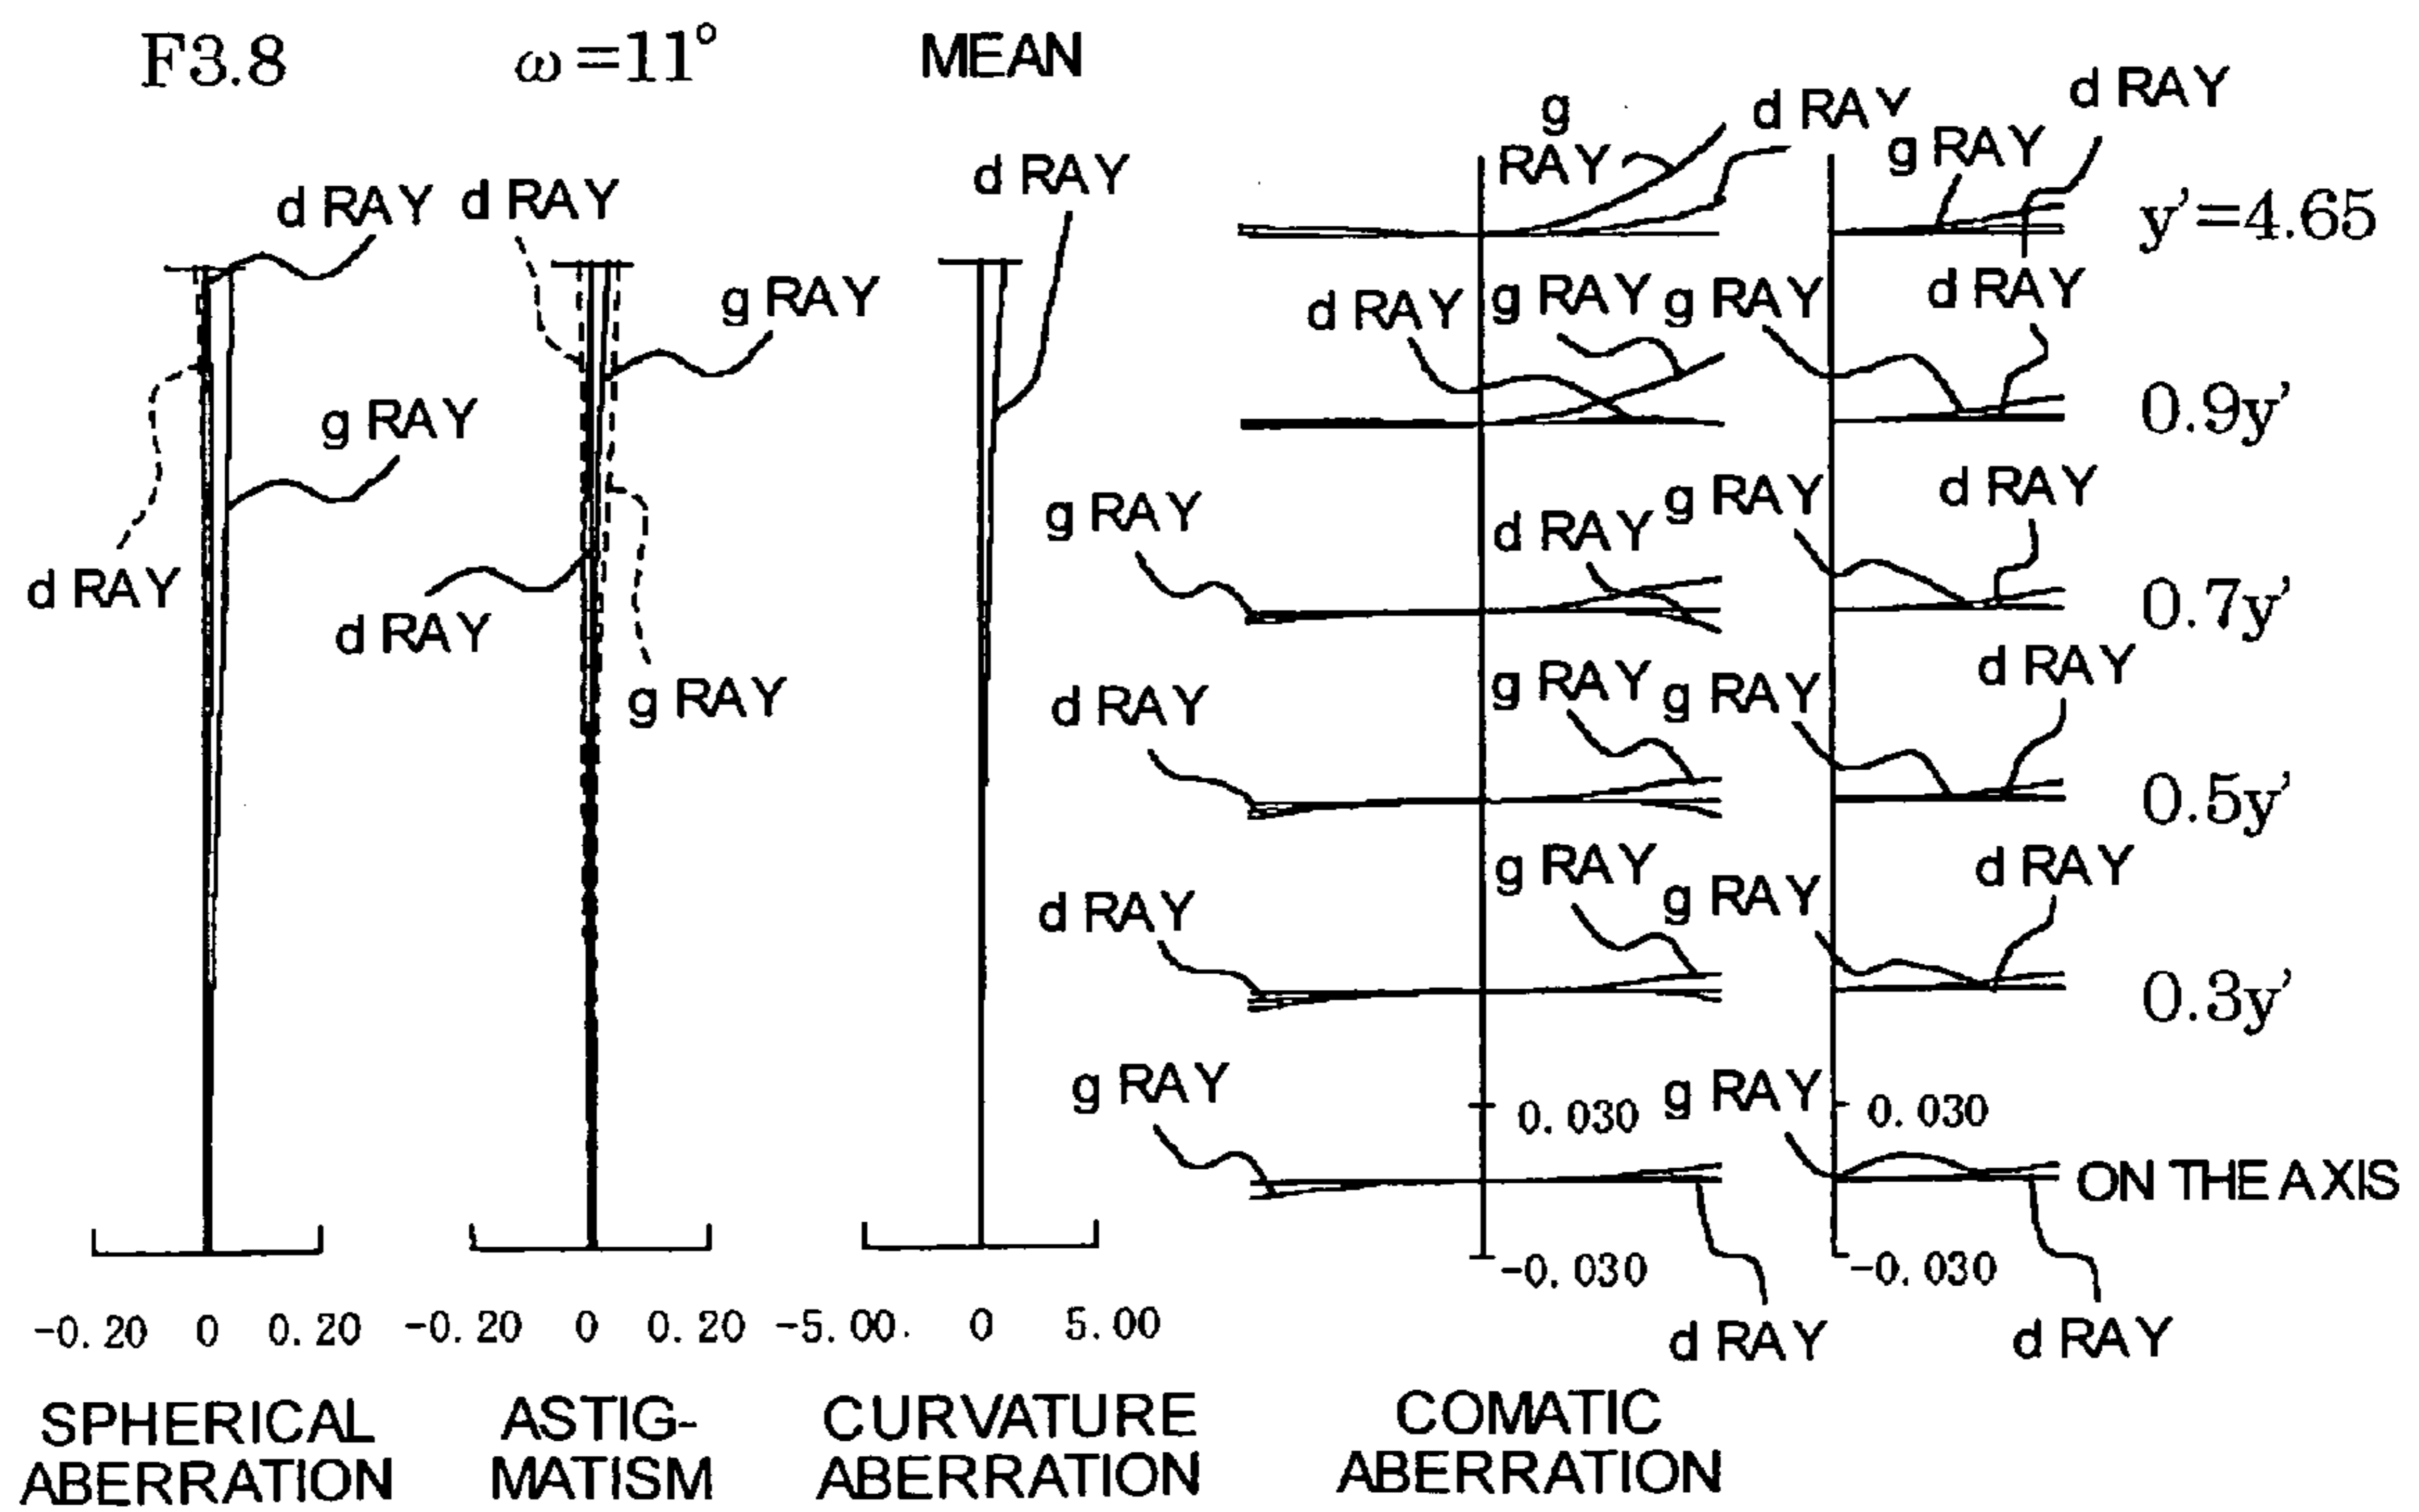 F3.8
ω=11°
MEAN
d RAY
g RAY
d RAY
d RAY
g RAY
d RAY
g RAY
d RAY
g
RAY
d RAY
g RAY
d RAY
y'=4.65
d RAY
g RAY
g RAY
d RAY
0.9y'
g RAY
d RAY
g RAY
d RAY
0.7y'
d RAY
g RAY
g RAY
d RAY
0.5y'
d RAY
g RAY
g RAY
d RAY
0.3y'
g RAY
0.030
g RAY
0.030
ON THE AXIS
-0.030
-0.030
d RAY
d RAY
-0.20 0 0.20
-0.20 0 0.20
-5.00. 0 5.00
SPHERICAL
ABERRATION
ASTIG-
MATISM
CURVATURE
ABERRATION
COMATIC
ABERRATION